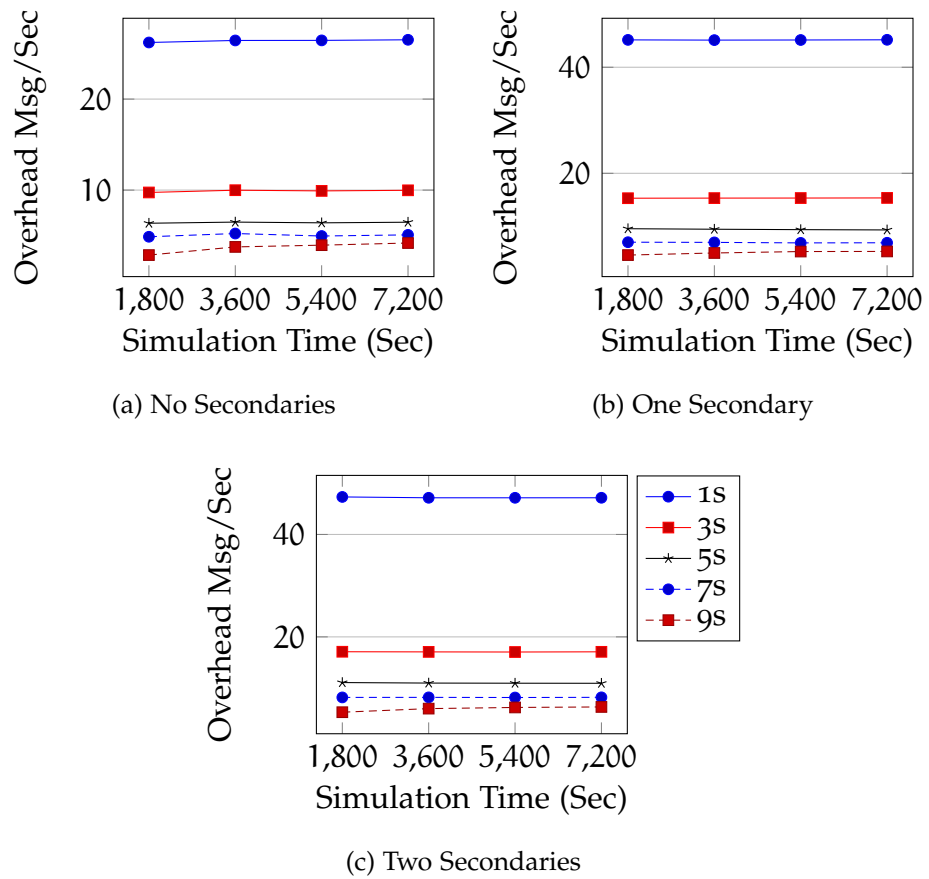 Overhead Msg/Sec
20
10
1,800 3,600 5,400 7,200
Simulation Time (Sec)
(a) No Secondaries
Overhead Msg/Sec
40
20
1,800 3,600 5,400 7,200
Simulation Time (Sec)
(b) One Secondary
Overhead Msg/Sec
40
20
1,800 3,600 5,400 7,200
Simulation Time (Sec)
1s
3s
5s
7s
9s
(c) Two Secondaries